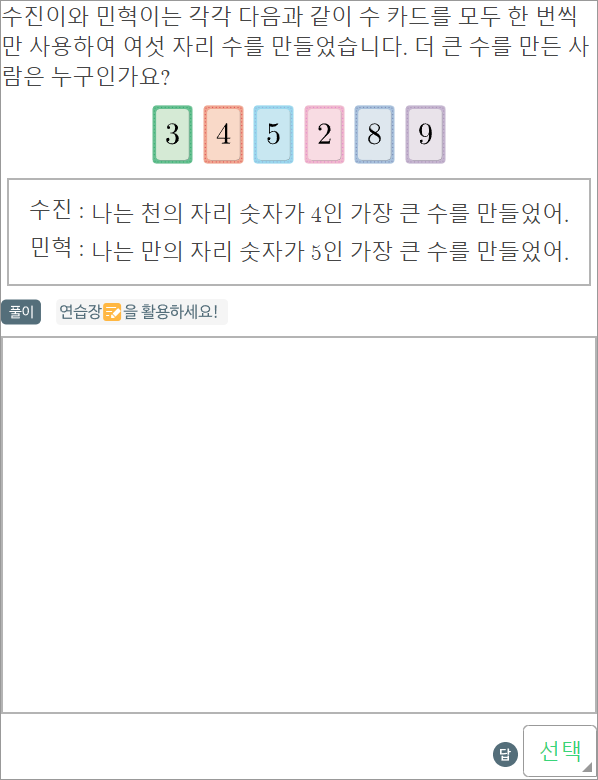 수진이와 민혁이는 각각 다음과 같이 수 카드를 모두 한 번씩
만 사용하여 여섯 자리 수를 만들었습니다. 더 큰 수를 만든 사
람은 누구인가요?
3 4 5 2 8 9
수진 : 나는 천의 자리 숫자가 4인 가장 큰 수를 만들었어.
민혁 : 나는 만의 자리 숫자가 5인 가장 큰 수를 만들었어.
풀이 연습장을 활용하세요!
답 선택